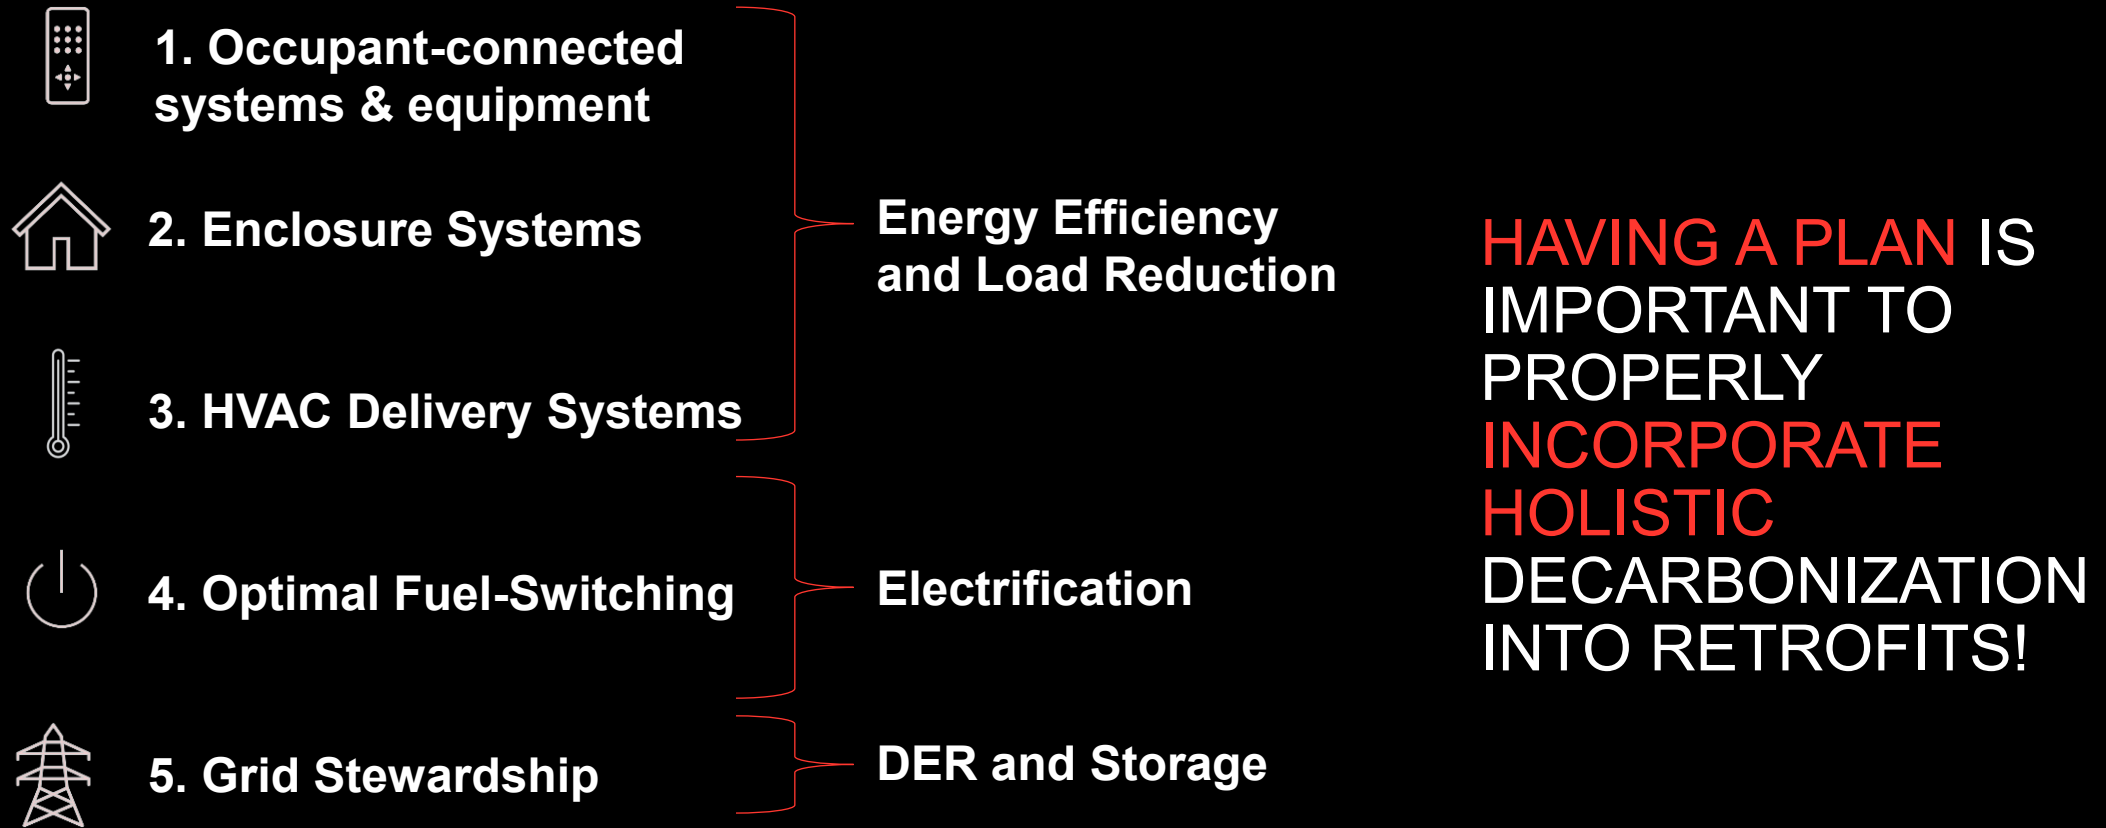 1. Occupant-connected
systems & equipment
2. Enclosure Systems
3. HVAC Delivery Systems
4. Optimal Fuel-Switching
5. Grid Stewardship
Energy Efficiency
and Load Reduction
Electrification
DER and Storage
HAVING A PLAN IS
IMPORTANT TO
PROPERLY
INCORPORATE
HOLISTIC
DECARBONIZATION
INTO RETROFITS!